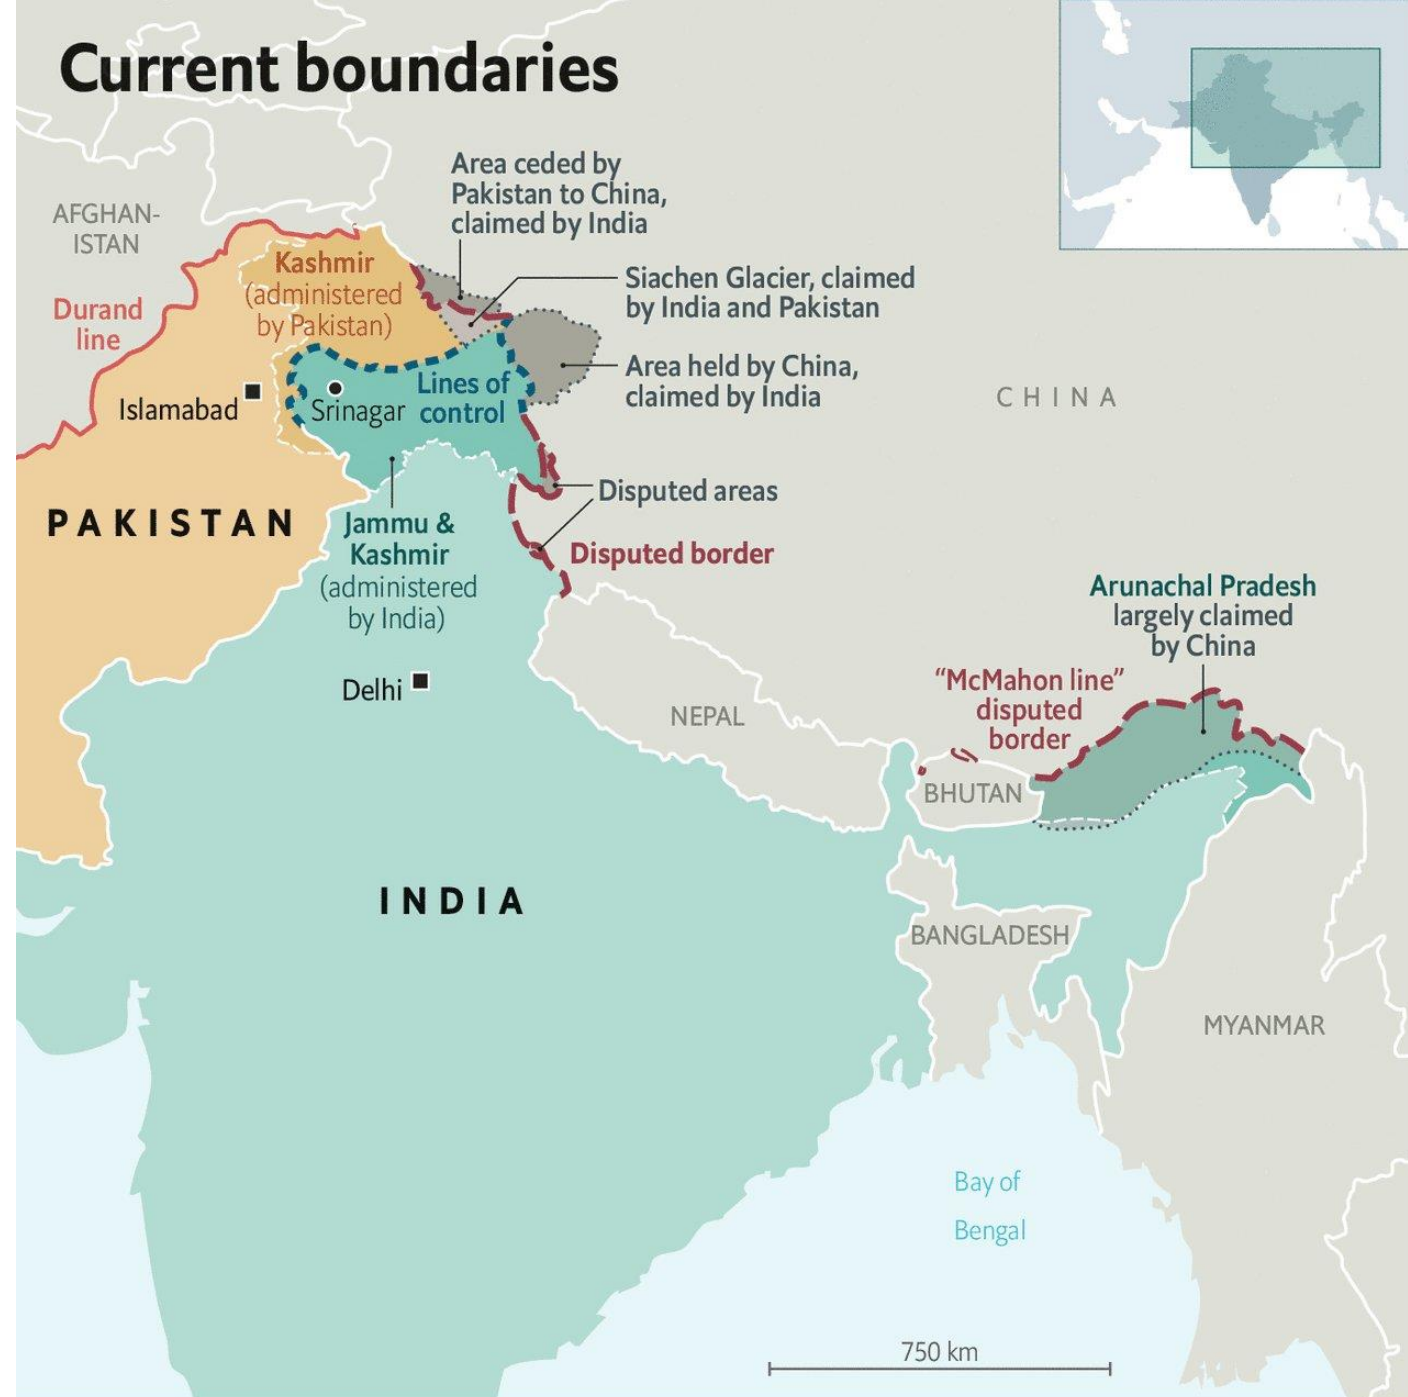 Current boundaries
Area ceded by
Pakistan to China,
claimed by India
AFGHAN-
ISTAN
Kashmir
(administered
by Pakistan)
Siachen Glacier, claimed
by India and Pakistan
Durand
line
Area held by China,
claimed by India
Lines of
control
CHINA
Islamabad
Srinagar
Disputed areas
PAKISTAN
Jammu &
Kashmir
(administered
by India)
Disputed border
Arunachal Pradesh
largely claimed
by China
Delhi
"McMahon line"
disputed
border
NEPAL
BHUTAN
INDIA
BANGLADESH
MYANMAR
Bay of
Bengal
750 km